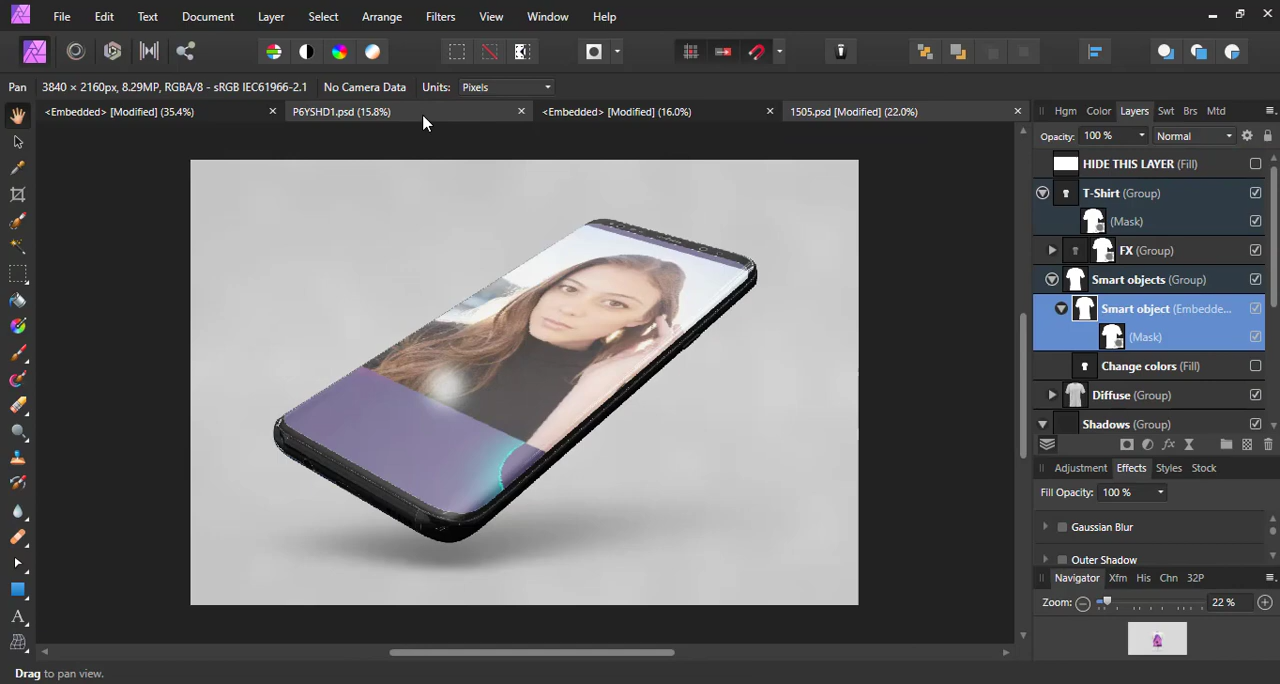 File Edit Text Document Layer Select Arrange Filters View Window Help
Pan 3840 × 2160px, 8.29MP, RGBA/8 - sRGB IEC61966-2.1 No Camera Data Units: Pixels
<Embedded> [Modified] (35.4%) P6YSHD1.psd (15.8%) <Embedded> [Modified] (16.0%) 1505.psd [Modified] (22.0%)
Hgm Color Layers Swt Brs Mtd
Opacity: 100 % Normal
HIDE THIS LAYER (Fill)
T-Shirt (Group)
(Mask)
FX (Group)
Smart objects (Group)
Smart object (Embedde...
(Mask)
Change colors (Fill)
Diffuse (Group)
Shadows (Group)
Adjustment Effects Styles Stock
Fill Opacity: 100 %
Gaussian Blur
Outer Shadow
Navigator Xfm His Chn 32P
Zoom: 22 %
Drag to pan view.